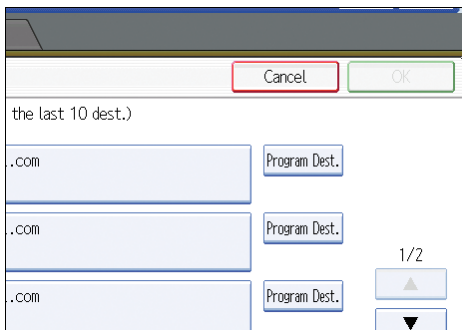 Cancel OK
the last 10 dest.)
.com Program Dest.
.com Program Dest.
1/2
.com Program Dest.